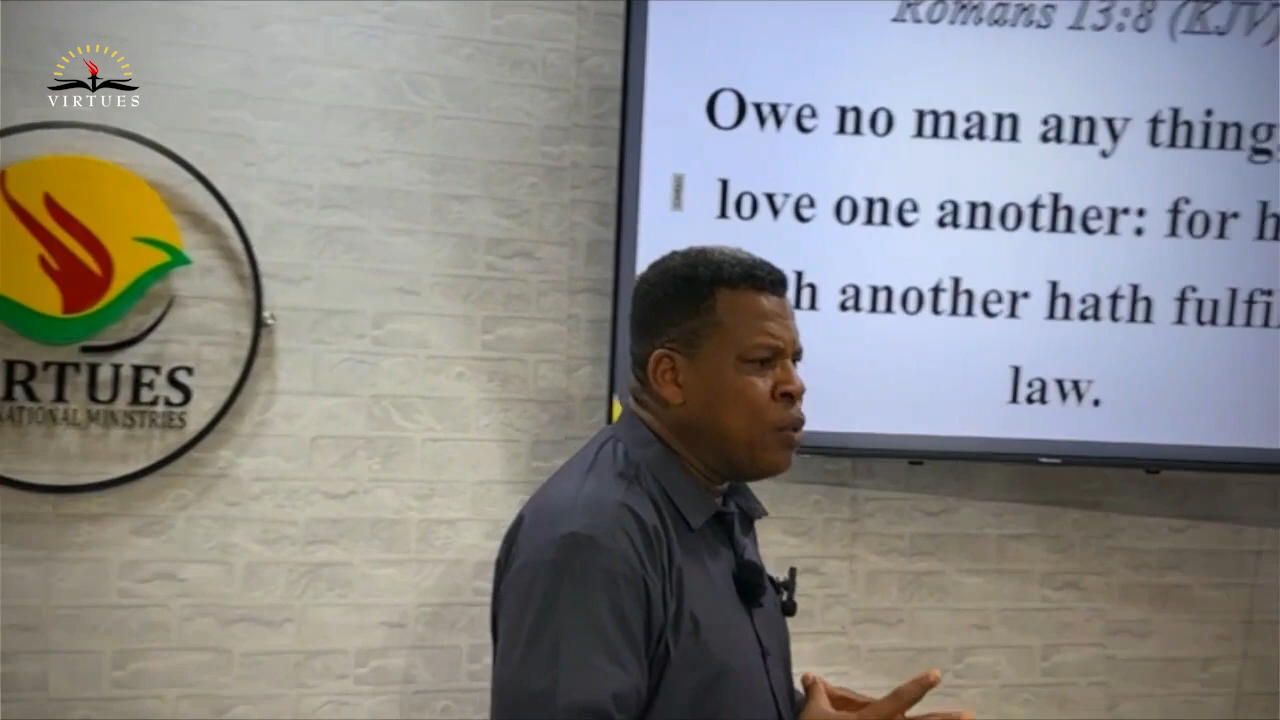 VIRTUES
Romans 13:8 (KJV)
Owe no man any thing,
love one another: for h
h another hath fulfi
law.
RTUES
NATIONAL MINISTRIES